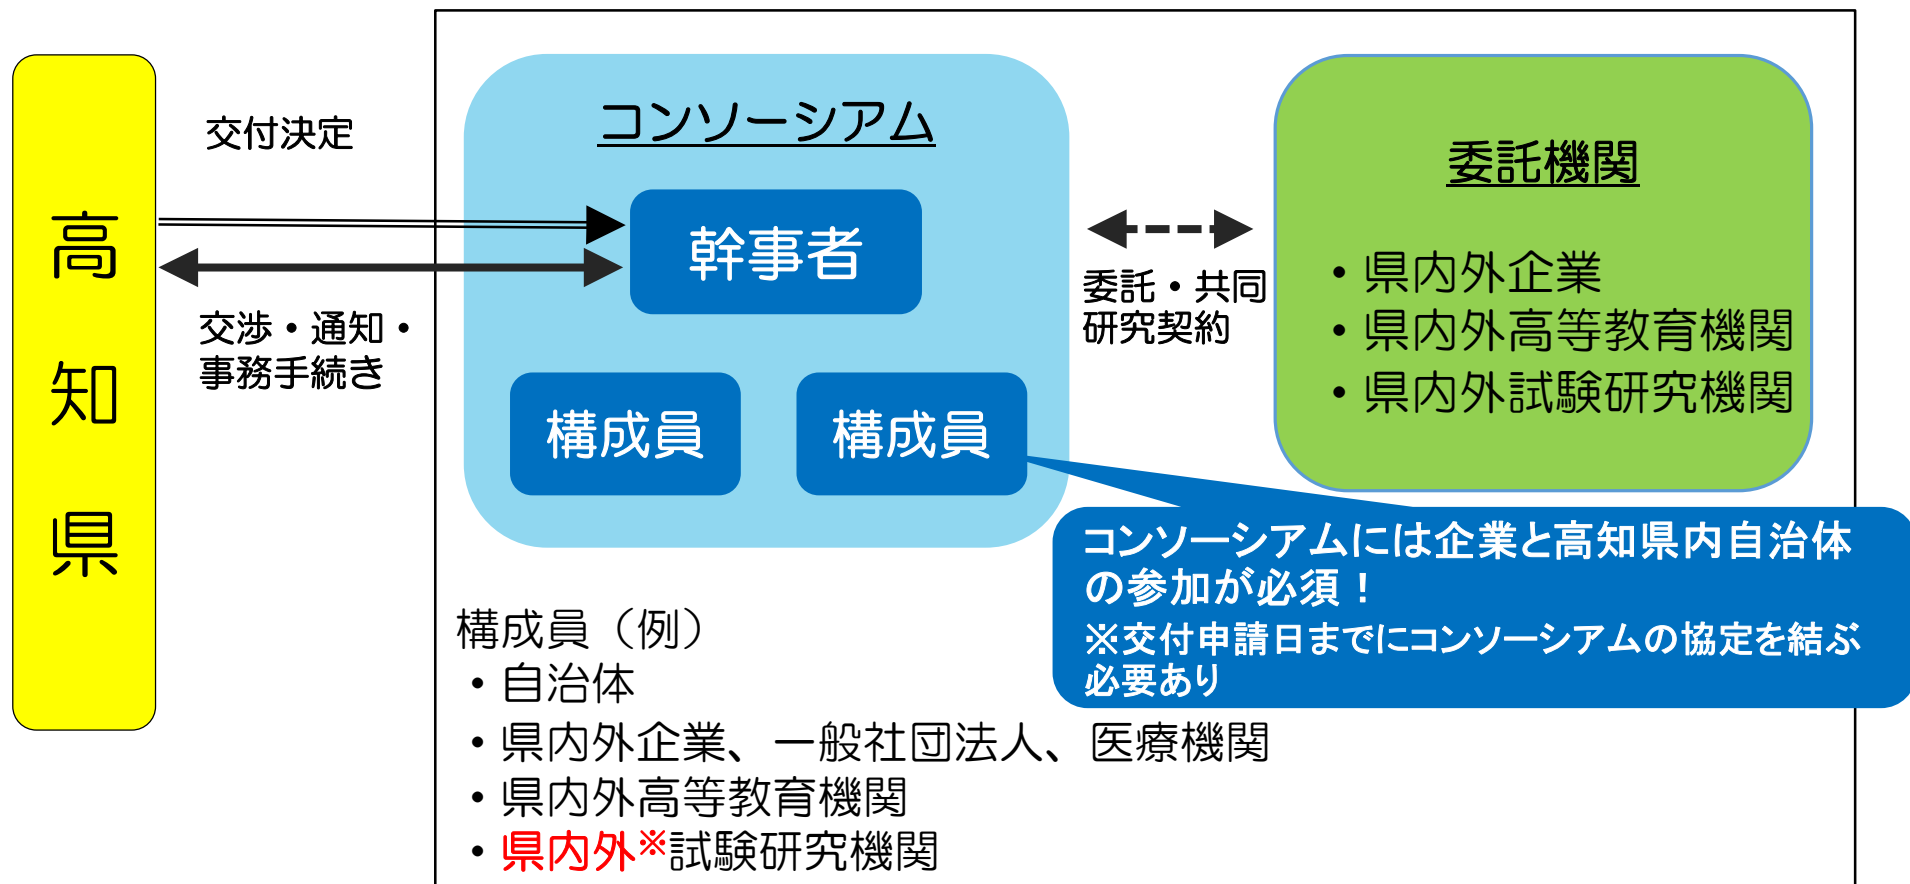 高
知
県
交付決定
交渉・通知・
事務手続き
コンソーシアム
幹事者
構成員
構成員
委託・共同
研究契約
委託機関
・県内外企業
・県内外高等教育機関
・県内外試験研究機関
コンソーシアムには企業と高知県内自治体
の参加が必須！
※交付申請日までにコンソーシアムの協定を結ぶ
必要あり
構成員（例）
・自治体
・県内外企業、一般社団法人、医療機関
・県内外高等教育機関
・県内外※試験研究機関